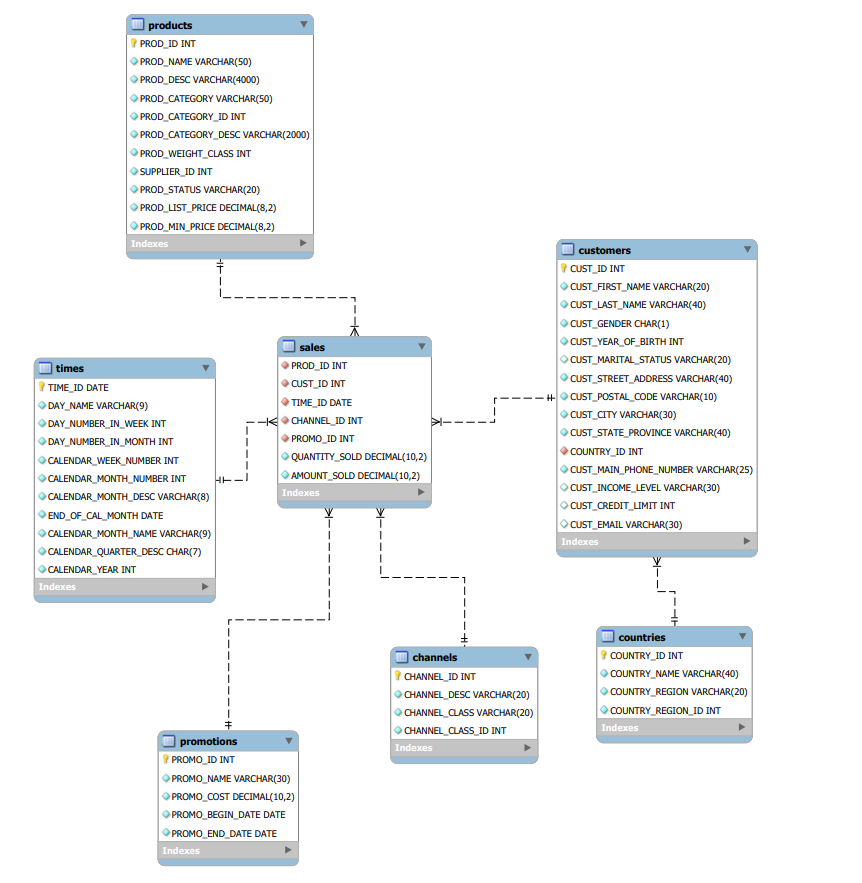 products
PROD_ID INT
PROD_NAME VARCHAR(50)
PROD_DESC VARCHAR(4000)
PROD_CATEGORY VARCHAR(50)
PROD_CATEGORY_ID INT
PROD_CATEGORY_DESC VARCHAR(2000)
PROD_WEIGHT_CLASS INT
SUPPLIER_ID INT
PROD_STATUS VARCHAR(20)
PROD_LIST_PRICE DECIMAL(8,2)
PROD_MIN_PRICE DECIMAL(8,2)
Indexes
customers
CUST_ID INT
CUST_FIRST_NAME VARCHAR(20)
CUST_LAST_NAME VARCHAR(40)
CUST_GENDER CHAR(1)
CUST_YEAR_OF_BIRTH INT
CUST_MARITAL_STATUS VARCHAR(20)
CUST_STREET_ADDRESS VARCHAR(40)
CUST_POSTAL_CODE VARCHAR(10)
CUST_CITY VARCHAR(30)
CUST_STATE_PROVINCE VARCHAR(40)
COUNTRY_ID INT
CUST_MAIN_PHONE_NUMBER VARCHAR(25)
CUST_INCOME_LEVEL VARCHAR(30)
CUST_CREDIT_LIMIT INT
CUST_EMAIL VARCHAR(30)
Indexes
sales
PROD_ID INT
CUST_ID INT
TIME_ID DATE
CHANNEL_ID INT
PROMO_ID INT
QUANTITY_SOLD DECIMAL(10,2)
AMOUNT_SOLD DECIMAL(10,2)
Indexes
times
TIME_ID DATE
DAY_NAME VARCHAR(9)
DAY_NUMBER_IN_WEEK INT
DAY_NUMBER_IN_MONTH INT
CALENDAR_WEEK_NUMBER INT
CALENDAR_MONTH_NUMBER INT
CALENDAR_MONTH_DESC VARCHAR(8)
END_OF_CAL_MONTH DATE
CALENDAR_MONTH_NAME VARCHAR(9)
CALENDAR_QUARTER_DESC CHAR(7)
CALENDAR_YEAR INT
Indexes
countries
COUNTRY_ID INT
COUNTRY_NAME VARCHAR(40)
COUNTRY_REGION VARCHAR(20)
COUNTRY_REGION_ID INT
Indexes
channels
CHANNEL_ID INT
CHANNEL_DESC VARCHAR(20)
CHANNEL_CLASS VARCHAR(20)
CHANNEL_CLASS_ID INT
Indexes
promotions
PROMO_ID INT
PROMO_NAME VARCHAR(30)
PROMO_COST DECIMAL(10,2)
PROMO_BEGIN_DATE DATE
PROMO_END_DATE DATE
Indexes